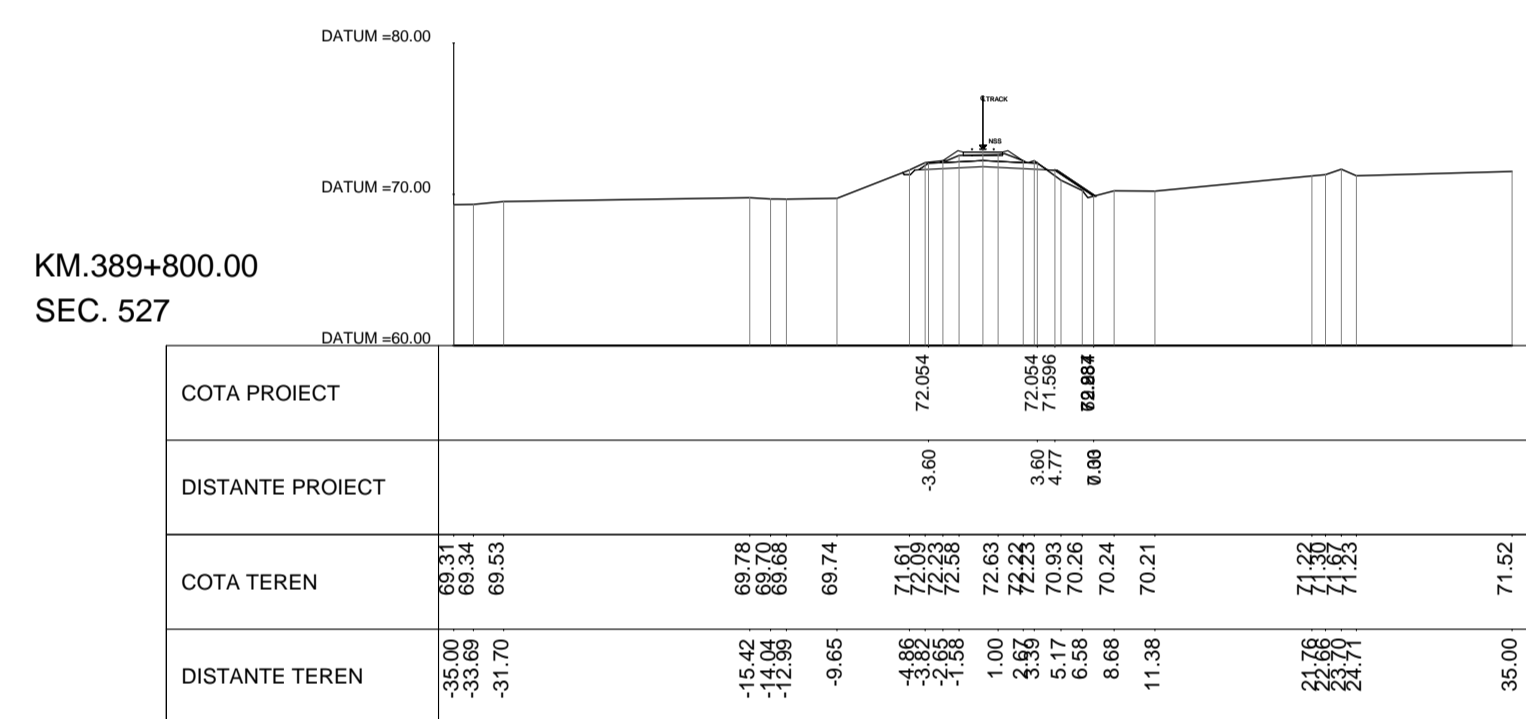 DATUM =80.00
TRACK
NSS
DATUM =70.00
KM.389+800.00
SEC. 527
DATUM =60.00
COTA PROIECT
72.054 72.054 71.596
DISTANTE PROIECT
-3.60 3.60 4.77
COTA TEREN
69.31 69.34 69.53 69.78 69.70 69.68 69.74 71.61 72.09 72.23 72.58 72.63 72.22 72.23 70.93 70.26 70.24 70.21 71.22 71.30 71.67 71.23 71.52
DISTANTE TEREN
-35.00 -33.69 -31.70 -15.42 -14.04 -12.99 -9.65 -4.86 -3.82 -2.65 -1.58 1.00 2.67 3.39 5.17 6.58 8.68 11.38 21.76 22.66 23.70 24.71 35.00